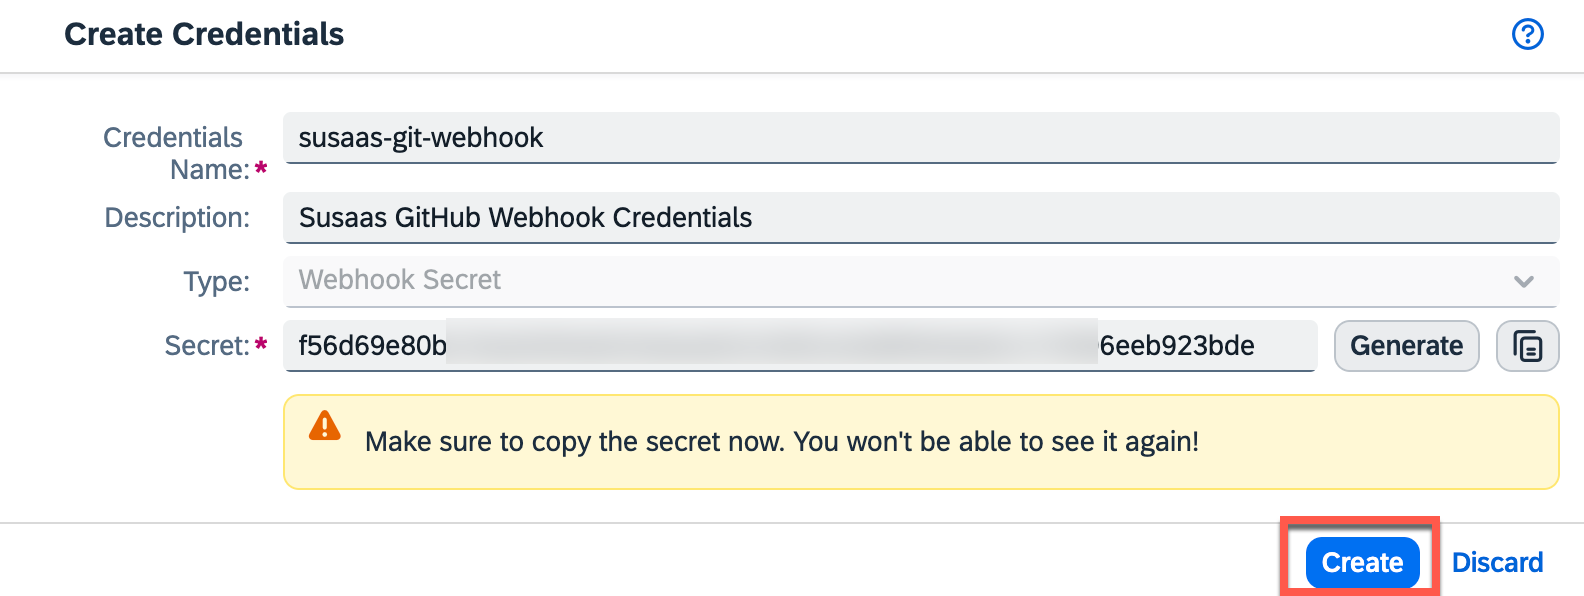 Create Credentials
Credentials
Name:*
susaas-git-webhook
Description:
Susaas GitHub Webhook Credentials
Type:
Webhook Secret
Secret:*
f56d69e80b 6eeb923bde
Generate
Make sure to copy the secret now. You won't be able to see it again!
Create
Discard